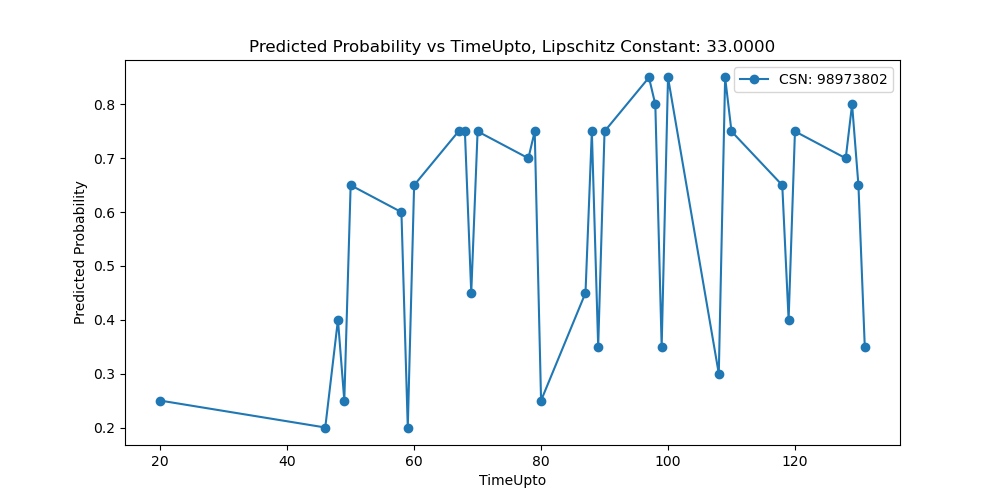 Predicted Probability vs TimeUpto, Lipschitz Constant: 33.0000
CSN: 98973802
Predicted Probability
0.8
0.7
0.6
0.5
0.4
0.3
0.2
20 40 60 80 100 120
TimeUpto